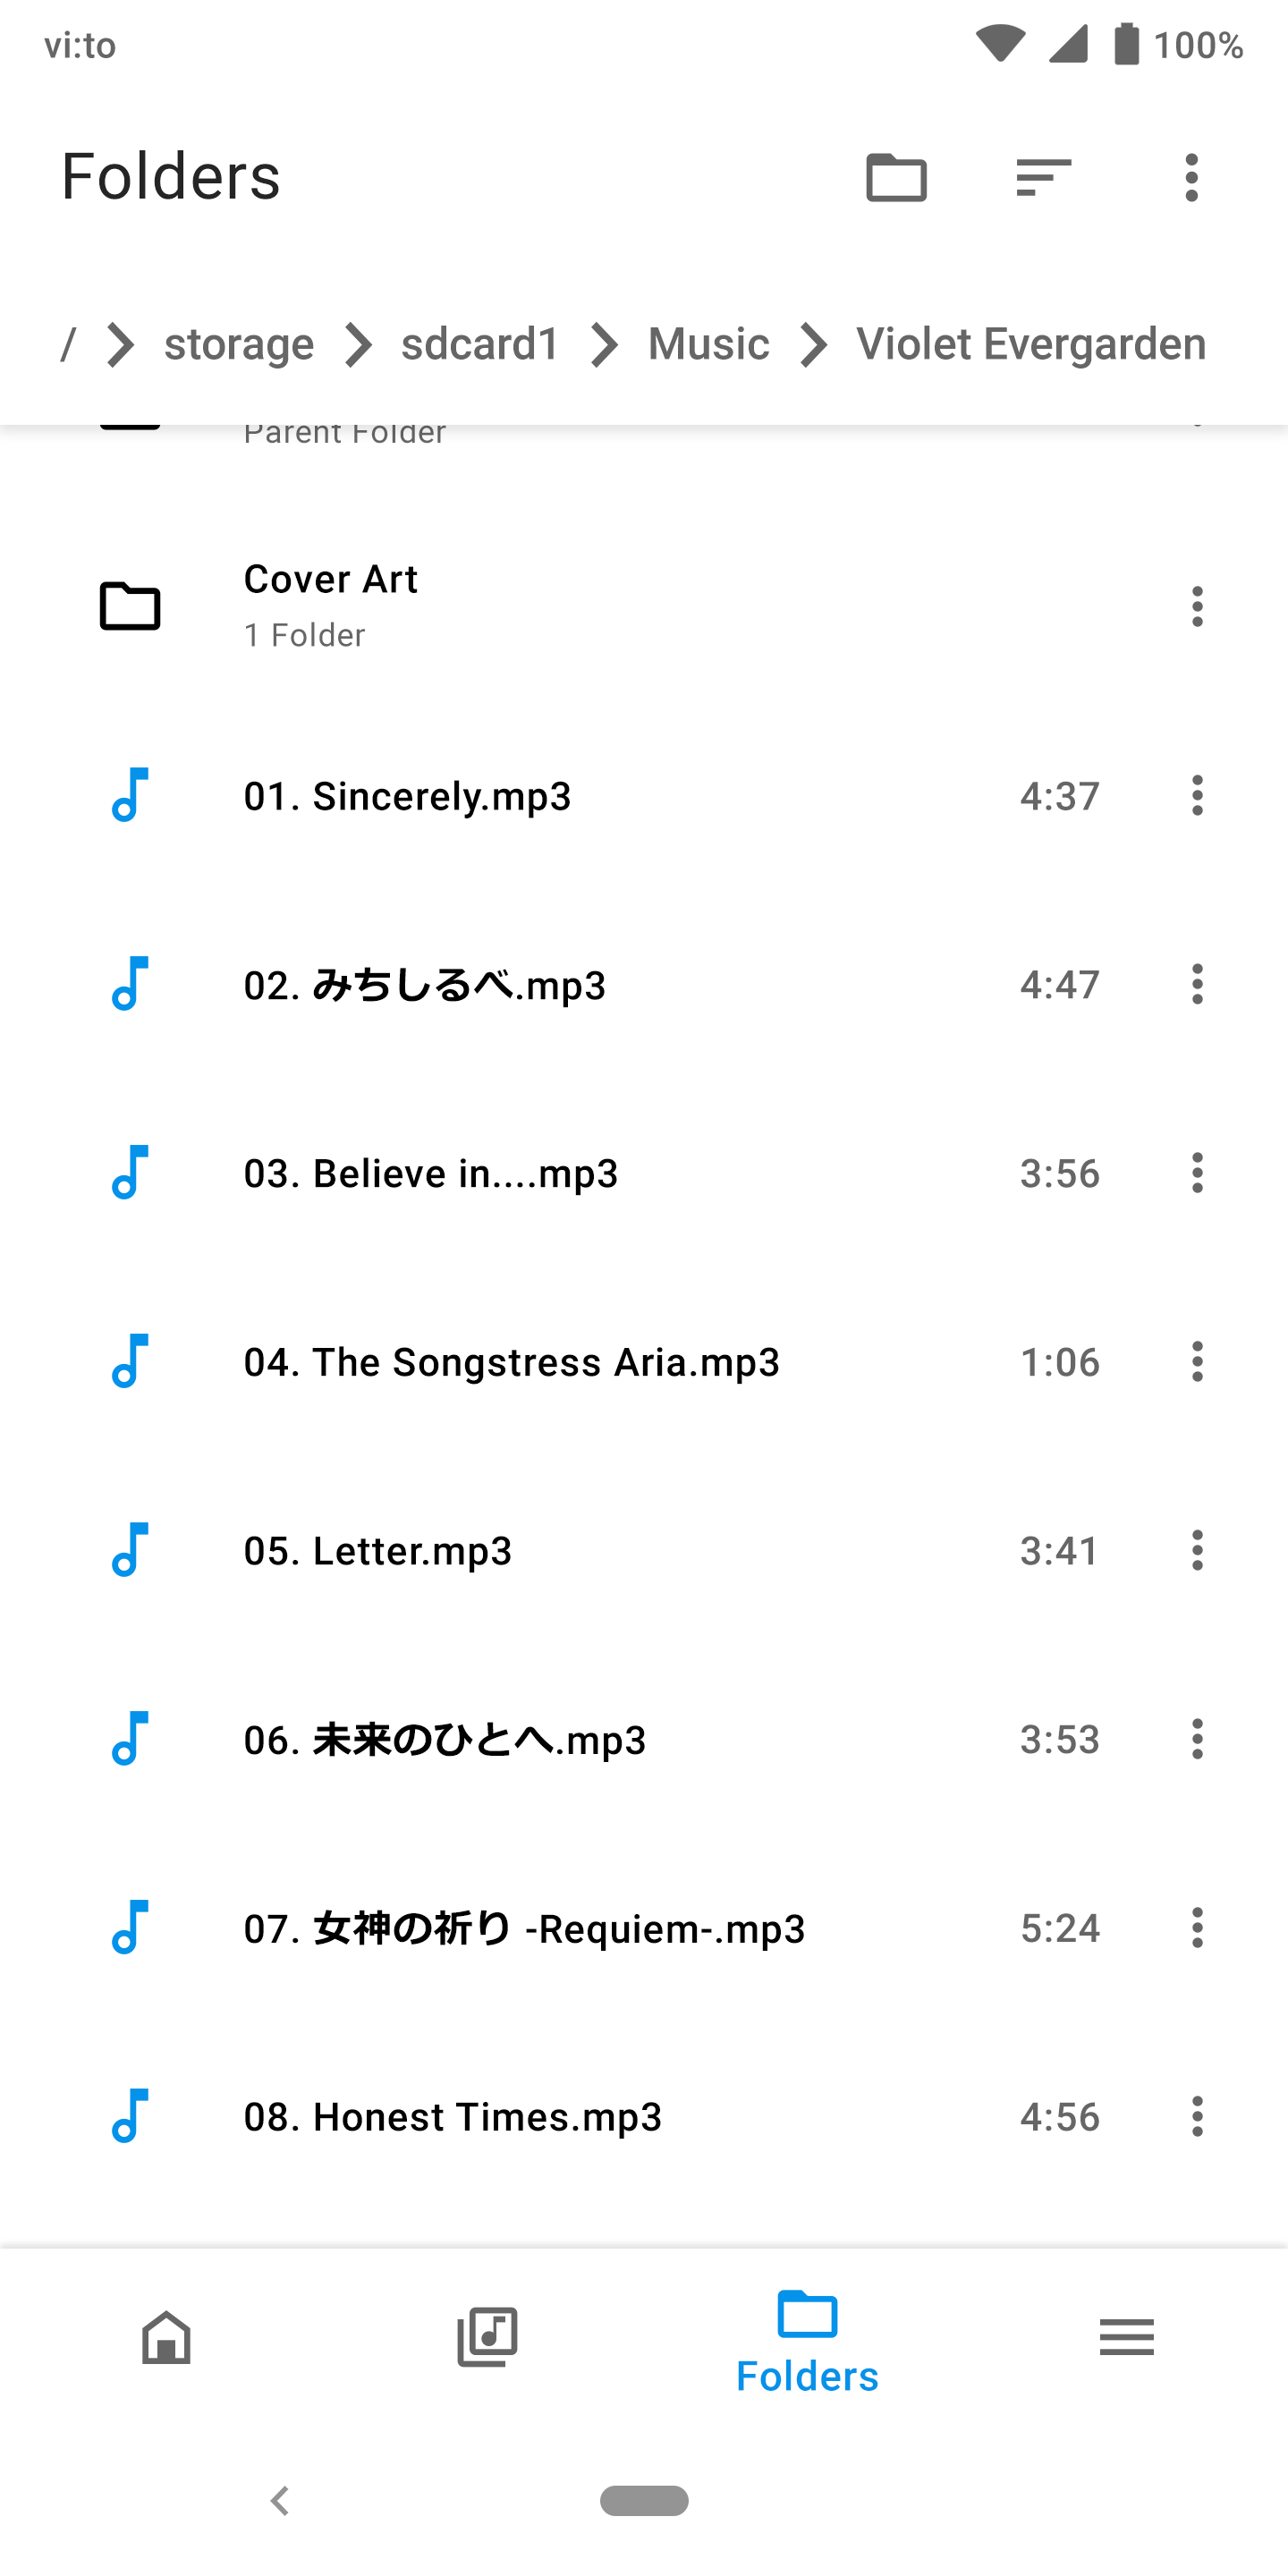 vi:to 100%
Folders
/ storage sdcard1 Music Violet Evergarden
Parent Folder
Cover Art
1 Folder
01. Sincerely.mp3 4:37
02. みちしるべ.mp3 4:47
03. Believe in....mp3 3:56
04. The Songstress Aria.mp3 1:06
05. Letter.mp3 3:41
06. 未来のひとへ.mp3 3:53
07. 女神の祈り -Requiem-.mp3 5:24
08. Honest Times.mp3 4:56
Folders